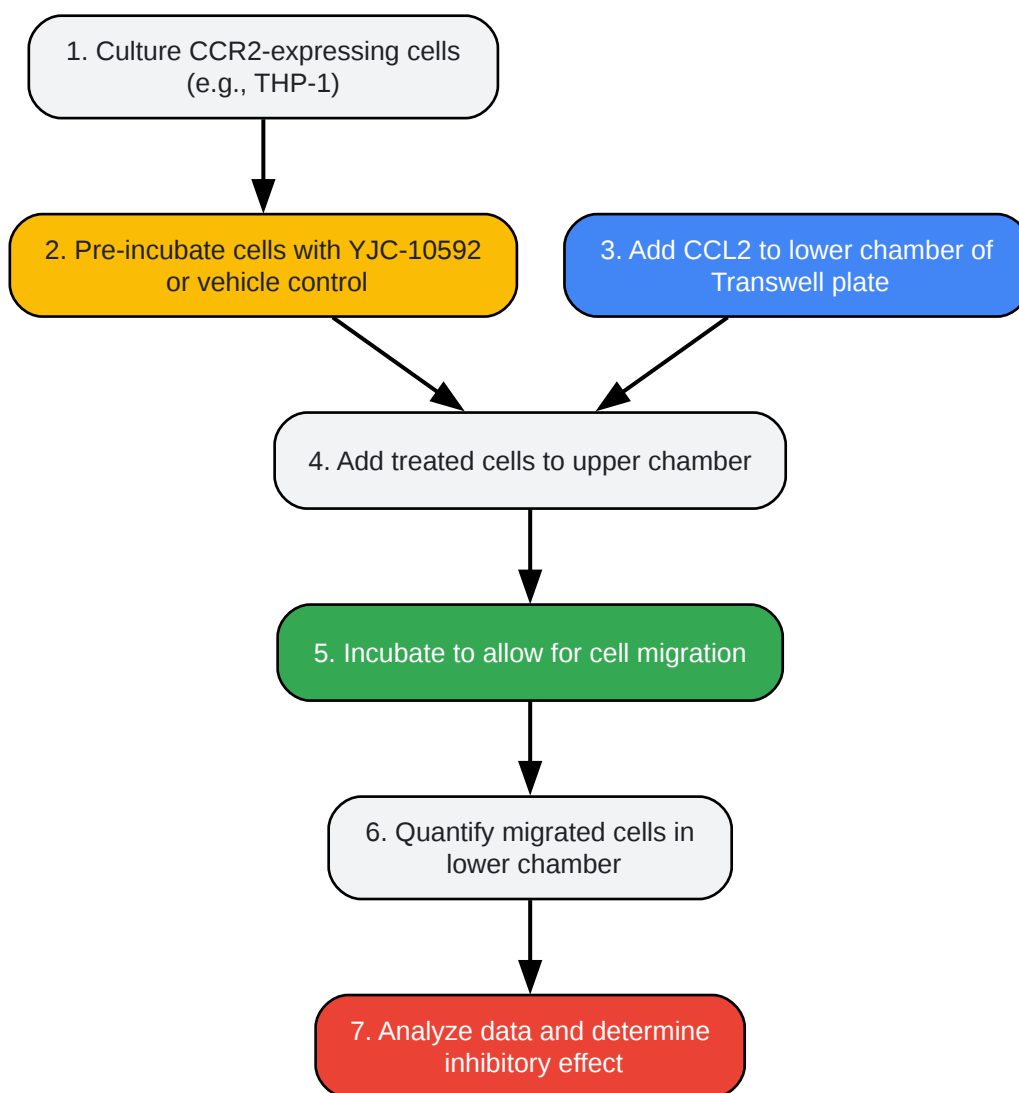 1. Culture CCR2-expressing cells
(e.g., THP-1)
2. Pre-incubate cells with YJC-10592
or vehicle control
3. Add CCL2 to lower chamber of
Transwell plate
4. Add treated cells to upper chamber
5. Incubate to allow for cell migration
6. Quantify migrated cells in
lower chamber
7. Analyze data and determine
inhibitory effect